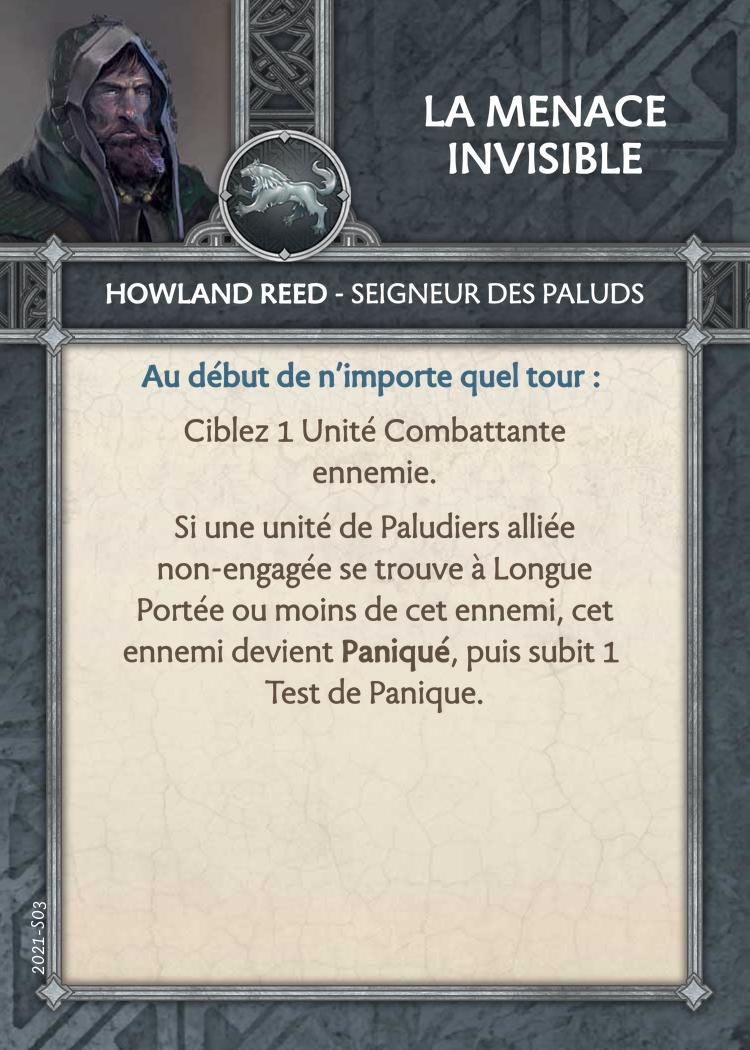 LA MENACE
INVISIBLE
HOWLAND REED - SEIGNEUR DES PALUDS
Au début de n'importe quel tour :
Ciblez 1 Unité Combattante
ennemie.
Si une unité de Paludiers alliée
non-engagée se trouve à Longue
Portée ou moins de cet ennemi, cet
ennemi devient Paniqué, puis subit 1
Test de Panique.
2021-S03